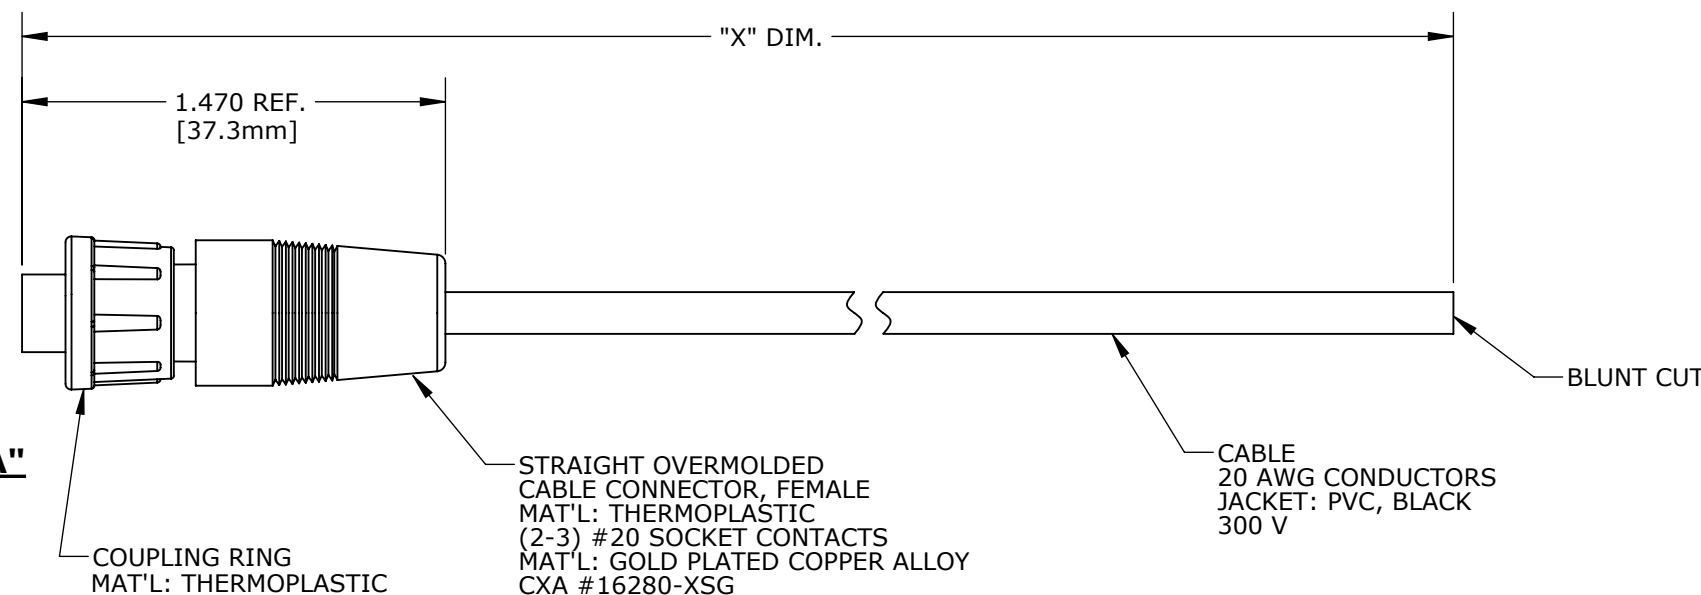 "X" DIM.
1.470 REF.
[37.3mm]
BLUNT CUT
A"
CABLE
20 AWG CONDUCTORS
JACKET: PVC, BLACK
300 V
STRAIGHT OVERMOLDED
CABLE CONNECTOR, FEMALE
MAT'L: THERMOPLASTIC
(2-3) #20 SOCKET CONTACTS
MAT'L: GOLD PLATED COPPER ALLOY
CXA #16280-XSG
COUPLING RING
MAT'L: THERMOPLASTIC